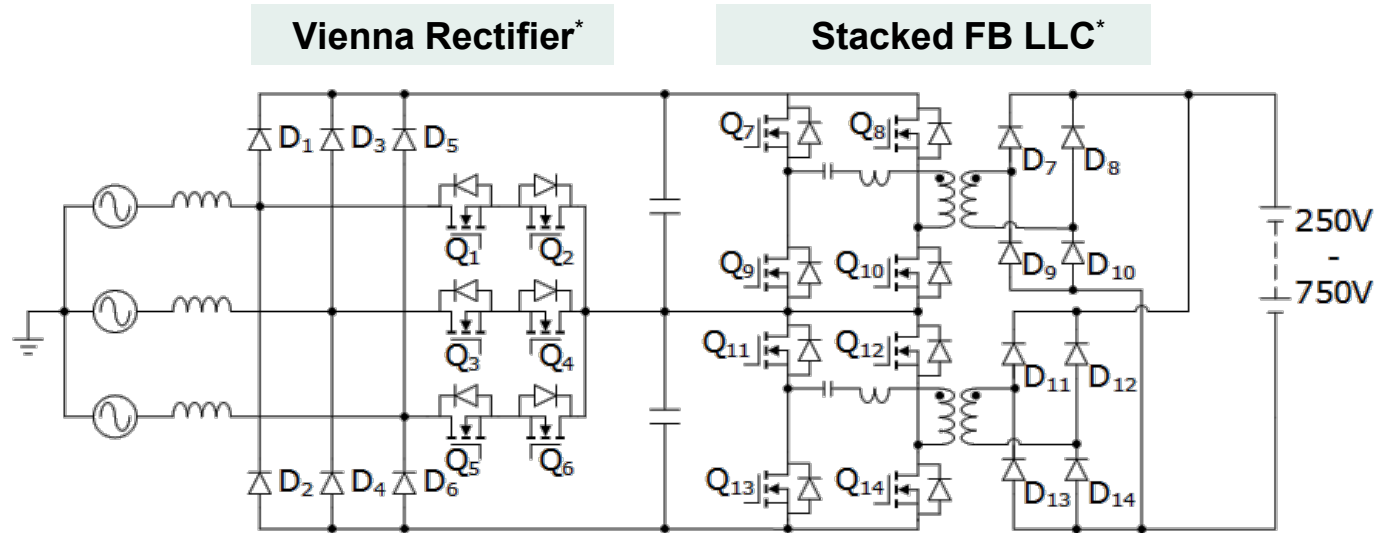 Vienna Rectifier*
Stacked FB LLC*
D1 D3 D5
Q7 Q8
D7 D8
Q1 Q2
250V
-
750V
Q9 Q10
D9 D10
Q3 Q4
Q11 Q12
D11 D12
Q5 Q6
D2 D4 D6
Q13 Q14
D13 D14